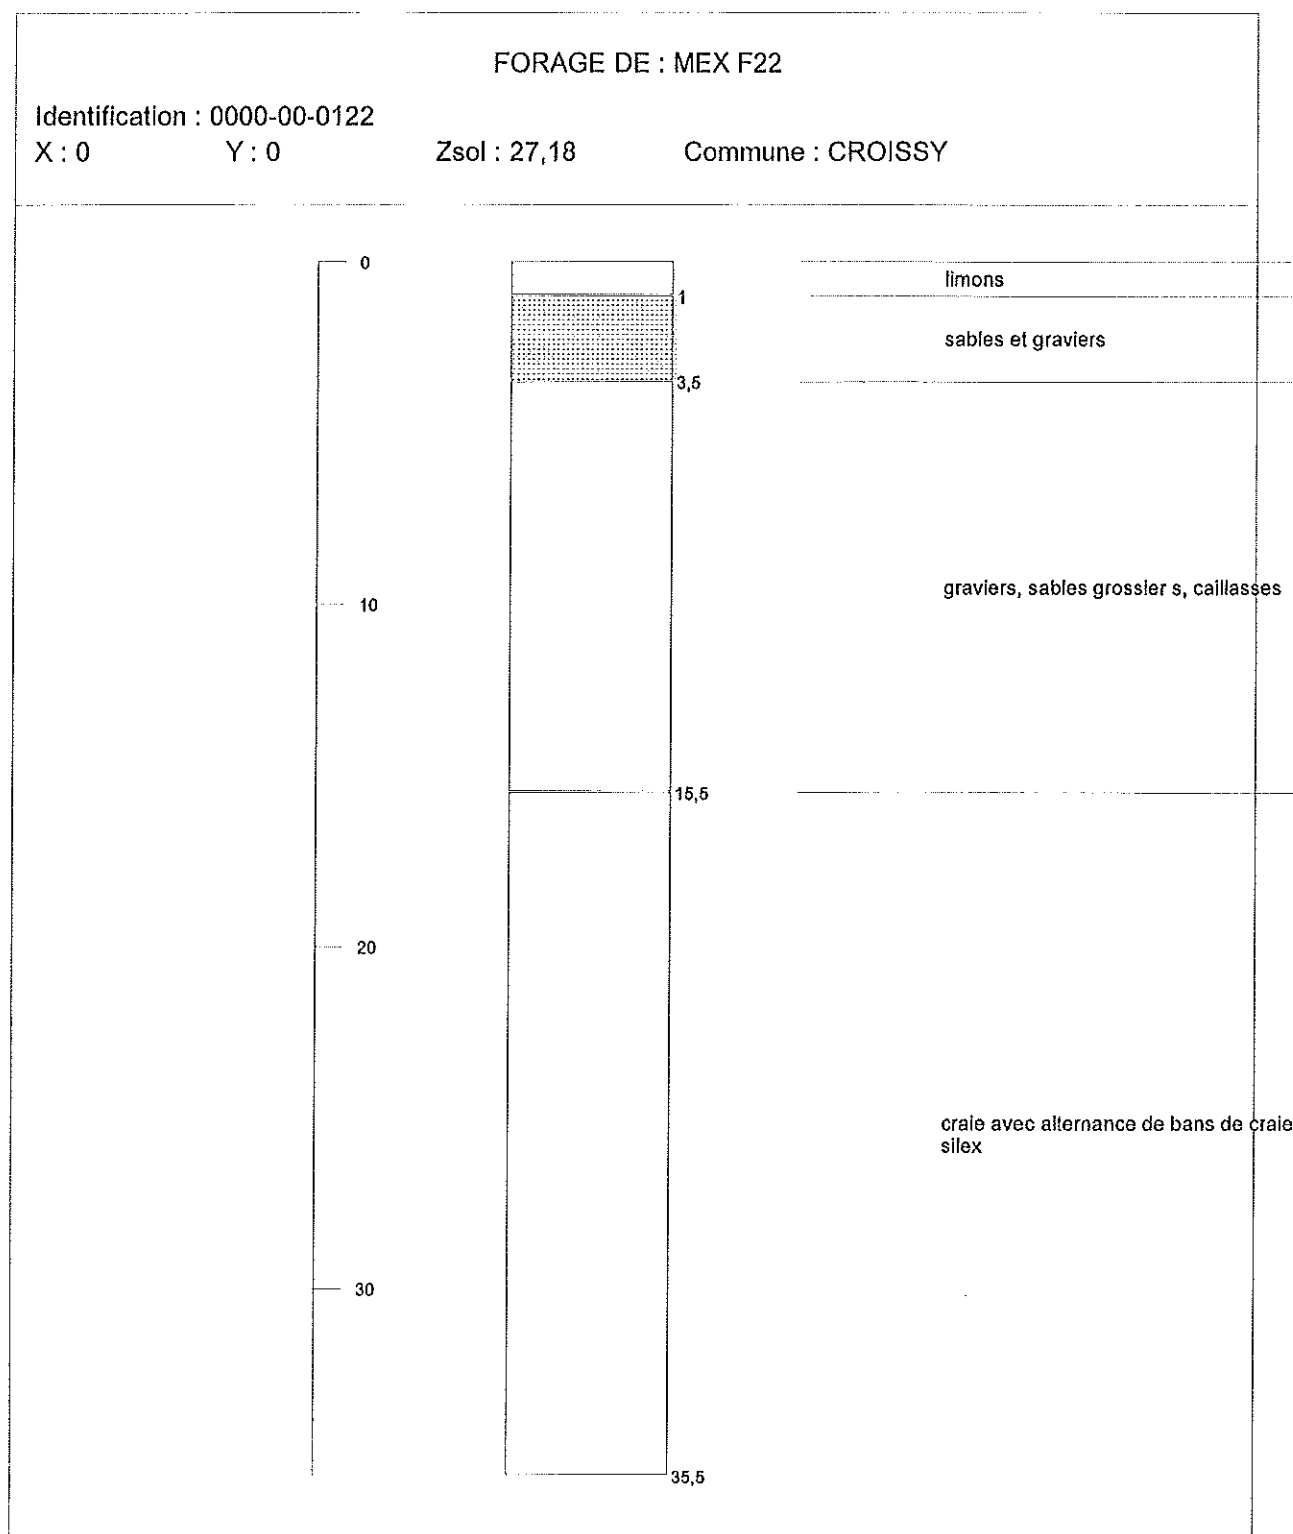 FORAGE DE : MEX F22
Identification : 0000-00-0122
X : 0 Y : 0 Zsol : 27,18 Commune : CROISSY
0
limons
1
sables et graviers
3,5
graviers, sables grossier s, caillasses
10
15,5
20
craie avec alternance de bans de craie
silex
30
35,5